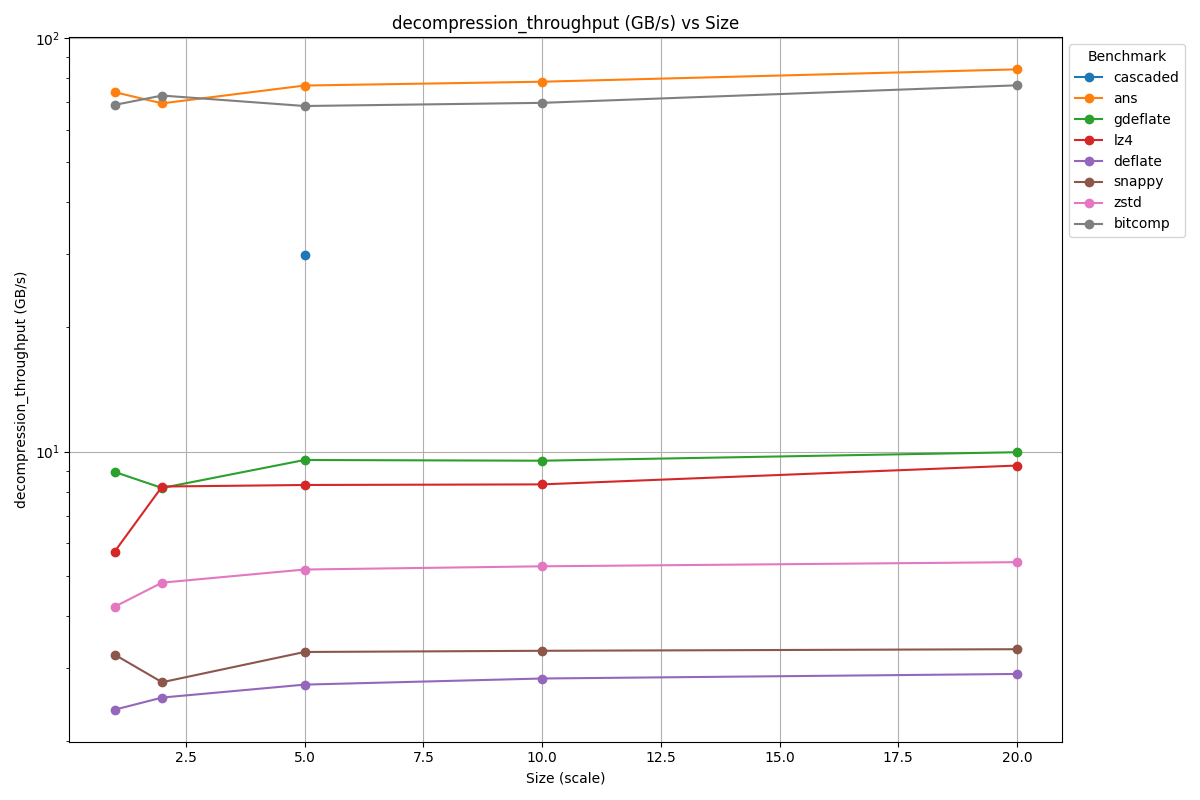 decompression_throughput (GB/s) vs Size
decompression_throughput (GB/s)
10²
10¹
2.5 5.0 7.5 10.0 12.5 15.0 17.5 20.0
Size (scale)
Benchmark
cascaded
ans
gdeflate
lz4
deflate
snappy
zstd
bitcomp